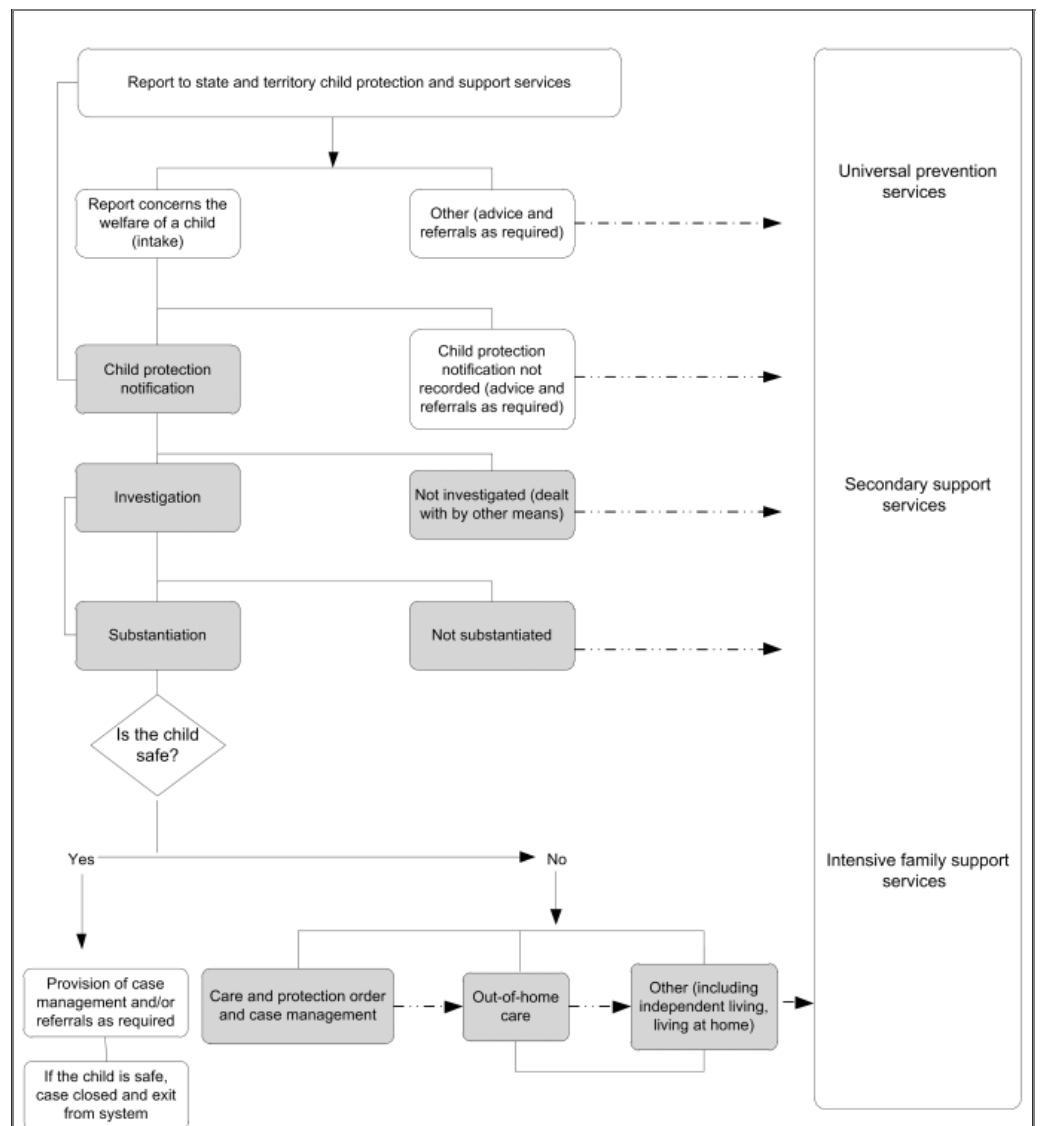 Report to state and territory child protection and support services
Universal prevention
services
Report concerns the
welfare of a child
(intake)
Other (advice and
referrals as required)
Child protection
notification
Child protection
notification not
recorded (advice and
referrals as required)
Investigation
Not investigated (dealt
with by other means)
Secondary support
services
Substantiation
Not substantiated
Is the child
safe?
Yes
No
Intensive family support
services
Provision of case
management and/or
referrals as required
Care and protection order
and case management
Out-of-home
care
Other (including
independent living,
living at home)
If the child is safe,
case closed and exit
from system